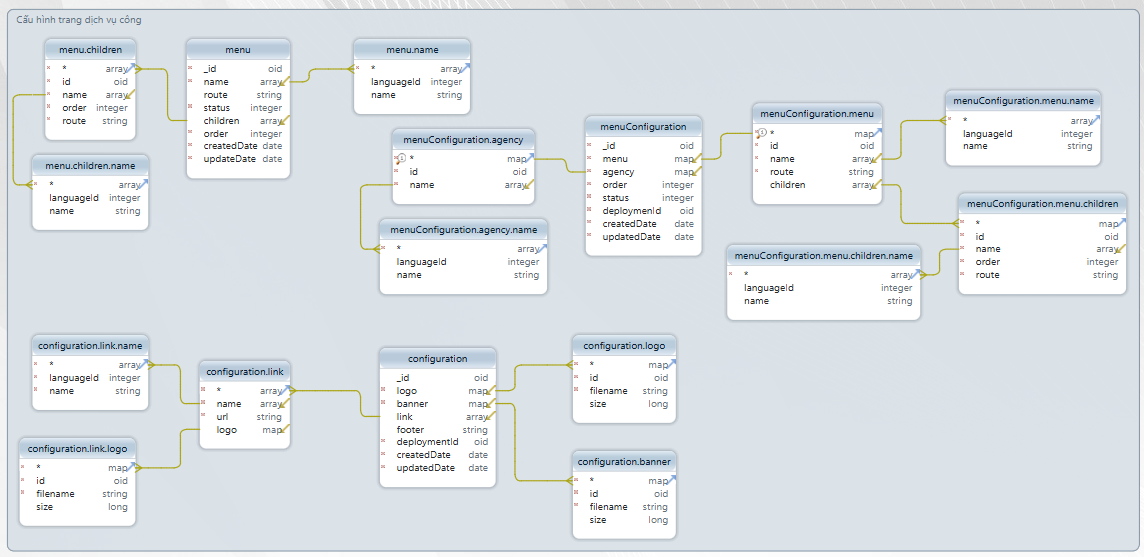 Cấu hình trang dịch vụ công
menu.children
* array
id oid
name array
order integer
route string
menu
_id oid
name array
route string
status integer
children array
order integer
createdDate date
updateDate date
menu.name
* array
languageId integer
name string
menu.children.name
* array
languageId integer
name string
menuConfiguration.agency
* map
id oid
name array
menuConfiguration.agency.name
* array
languageId integer
name string
menuConfiguration
_id oid
menu map
agency map
order integer
status integer
deploymenId oid
createdDate date
updatedDate date
menuConfiguration.menu
* map
id oid
name array
route string
children array
menuConfiguration.menu.name
* array
languageId integer
name string
menuConfiguration.menu.children
* map
id oid
name array
order integer
route string
menuConfiguration.menu.children.name
* array
languageId integer
name string
configuration.link.name
* array
languageId integer
name string
configuration.link
* array
name array
url string
logo map
configuration.link.logo
* map
id oid
filename string
size long
configuration
_id oid
logo map
banner map
link array
footer string
deploymentId oid
createdDate date
updatedDate date
configuration.logo
* map
id oid
filename string
size long
configuration.banner
* map
id oid
filename string
size long